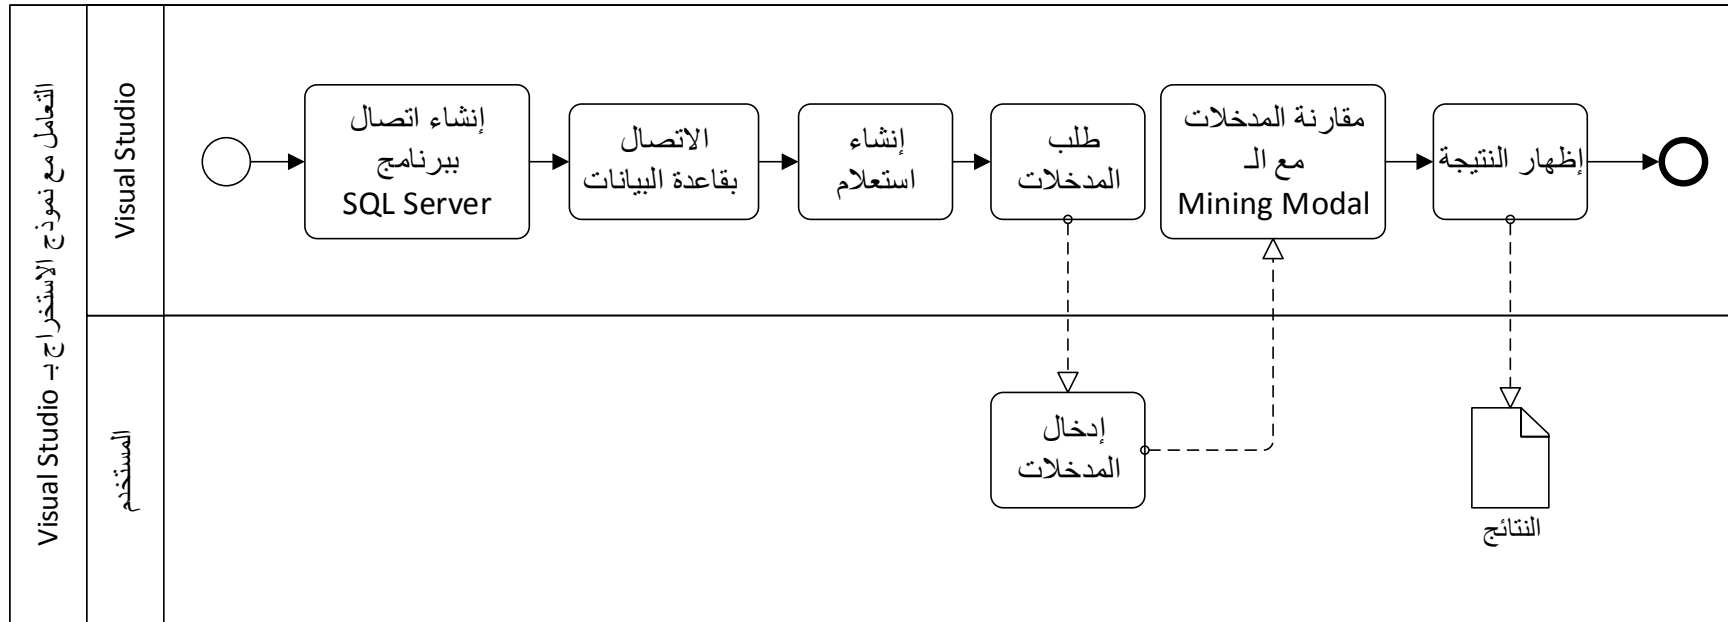 التعامل مع نموذج الاستخراج بـ Visual Studio
Visual Studio
إنشاء اتصال
ببرنامج
SQL Server
الاتصال
بقاعدة البيانات
إنشاء
استعلام
طلب
المدخلات
مقارنة المدخلات
مع الـ
Mining Modal
إظهار النتيجة
المستخدم
إدخال
المدخلات
النتائج